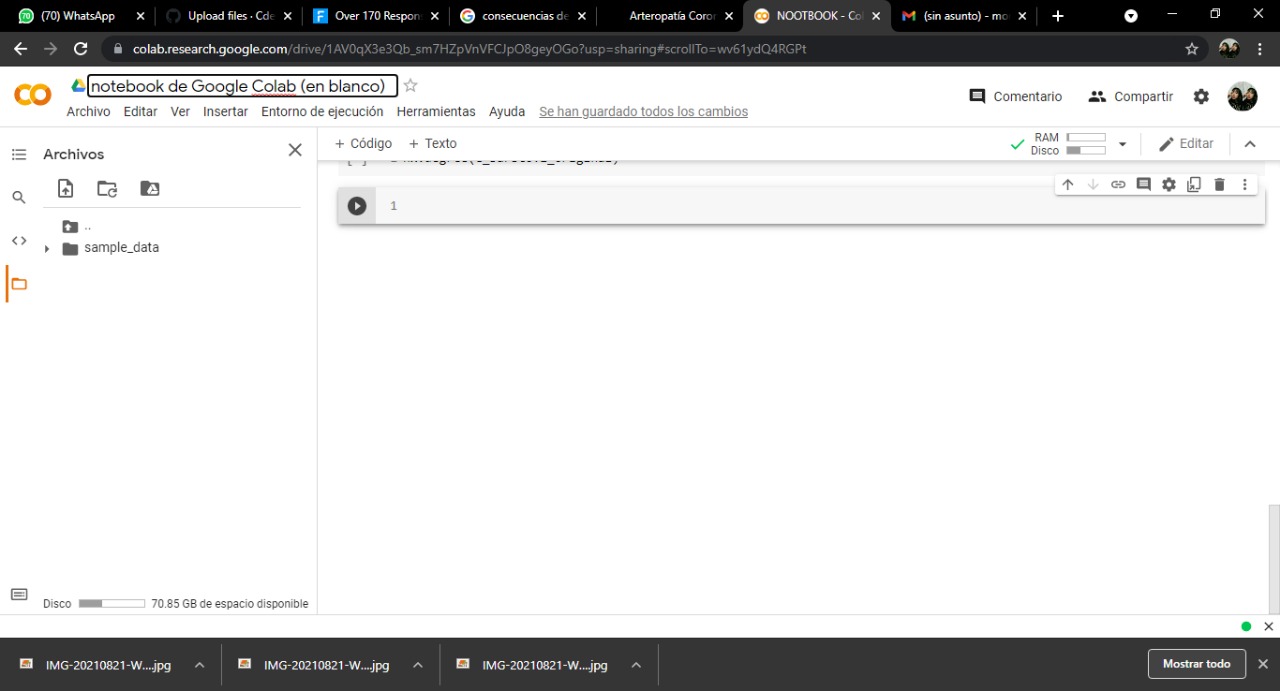 (70) WhatsApp
Upload files · Cde
Over 170 Respon
consecuencias de
Arteropatía Coror
NOOTBOOK - Col
(sin asunto) - mo
colab.research.google.com/drive/1AV0qX3e3Qb_sm7HZpVnVFCJpO8geyOGo?usp=sharing#scrollTo=wv61ydQ4RGPt
notebook de Google Colab (en blanco)
Comentario
Compartir
Archivo Editar Ver Insertar Entorno de ejecución Herramientas Ayuda Se han guardado todos los cambios
Archivos
+ Código + Texto
RAM
Disco
Editar
..
sample_data
1
Disco 70.85 GB de espacio disponible
IMG-20210821-W....jpg
IMG-20210821-W....jpg
IMG-20210821-W....jpg
Mostrar todo